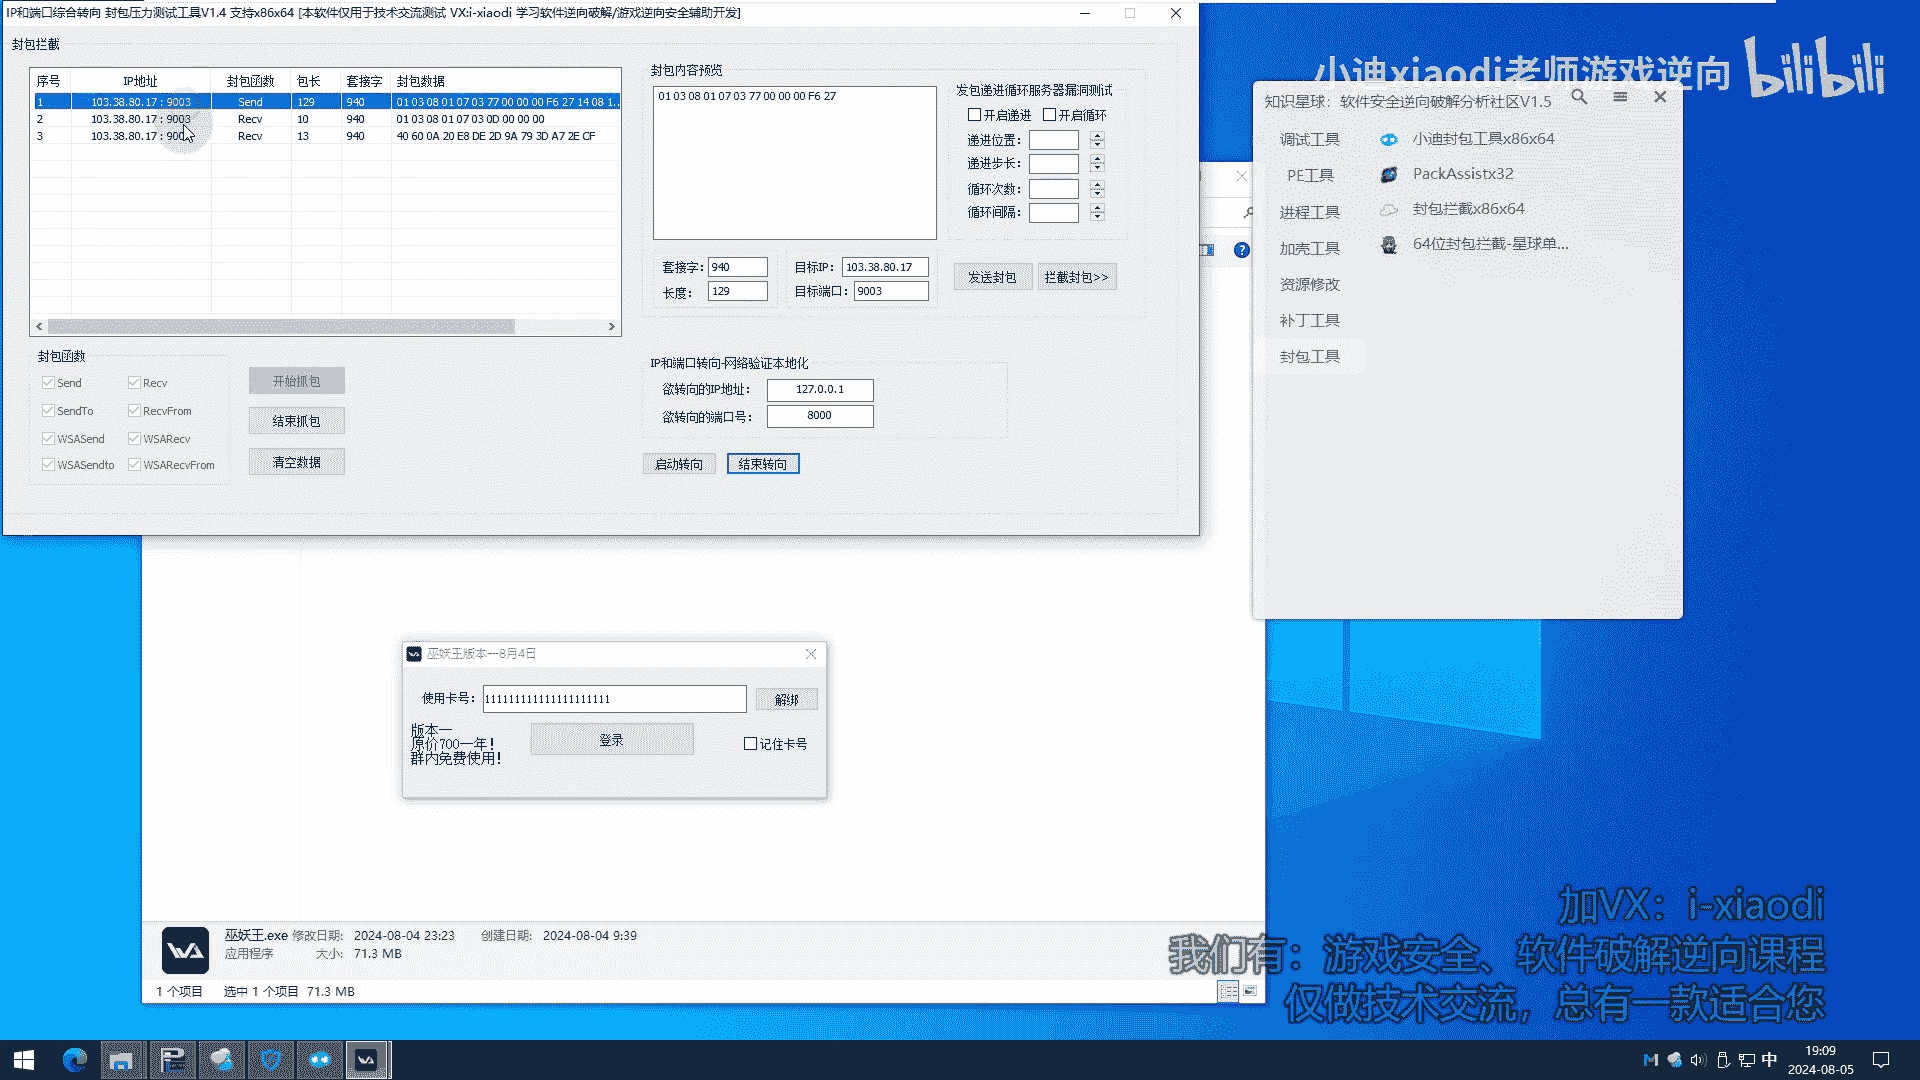 IP和端口综合转向 封包压力测试工具V1.4 支持x86x64 [本软件仅用于技术交流测试 VX:i-xiaodi 学习软件逆向破解/游戏逆向安全辅助开发]
封包拦截
序号 IP地址 封包函数 包长 套接字 封包数据
1 103.38.80.17 : 9003 Send 129 940 01 03 08 01 07 03 77 00 00 00 F6 27 14 08 1...
2 103.38.80.17 : 9003 Recv 10 940 01 03 08 01 07 03 0D 00 00 00
3 103.38.80.17 : 900 Recv 13 940 40 60 0A 20 E8 DE 2D 9A 79 3D A7 2E CF
封包函数
Send Recv
SendTo RecvFrom
WSASend WSARecv
WSASendto WSARecvFrom
开始抓包
结束抓包
清空数据
封包内容预览
01 03 08 01 07 03 77 00 00 00 F6 27
发包递进循环服务器漏洞测试
开启递进 开启循环
递进位置：
递进步长：
循环次数：
循环间隔：
套接字： 940 目标IP： 103.38.80.17
长度： 129 目标端口： 9003
发送封包 拦截封包>>
IP和端口转向-网络验证本地化
欲转向的IP地址： 127.0.0.1
欲转向的端口号： 8000
启动转向 结束转向
小迪xiaodi老师游戏逆向 bilibili
知识星球：软件安全逆向破解分析社区V1.5
调试工具 小迪封包工具x86x64
PE工具 PackAssistx32
进程工具 封包拦截x86x64
加壳工具 64位封包拦截-星球单...
资源修改
补丁工具
封包工具
巫妖王版本---8月4日
使用卡号： 1111111111111111111111 解绑
版本一
原价700一年！
群内免费使用！
登录
记住卡号
巫妖王.exe 修改日期： 2024-08-04 23:23 创建日期： 2024-08-04 9:39
应用程序 大小： 71.3 MB
1 个项目 选中 1 个项目 71.3 MB
加VX：i-xiaodi
我们有：游戏安全、软件破解逆向课程
仅做技术交流，总有一款适合您
中
19:09
2024-08-05